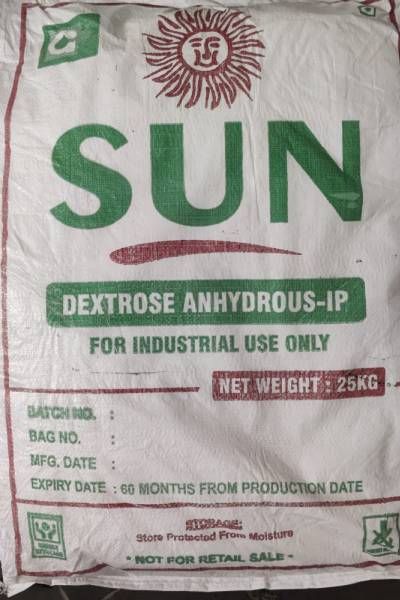 SUN
DEXTROSE ANHYDROUS-IP
FOR INDUSTRIAL USE ONLY
NET WEIGHT : 25KG
BATCH NO. :
BAG NO. :
MFG. DATE :
EXPIRY DATE : 60 MONTHS FROM PRODUCTION DATE
STORAGE:
Store Protected From Moisture
* NOT FOR RETAIL SALE *